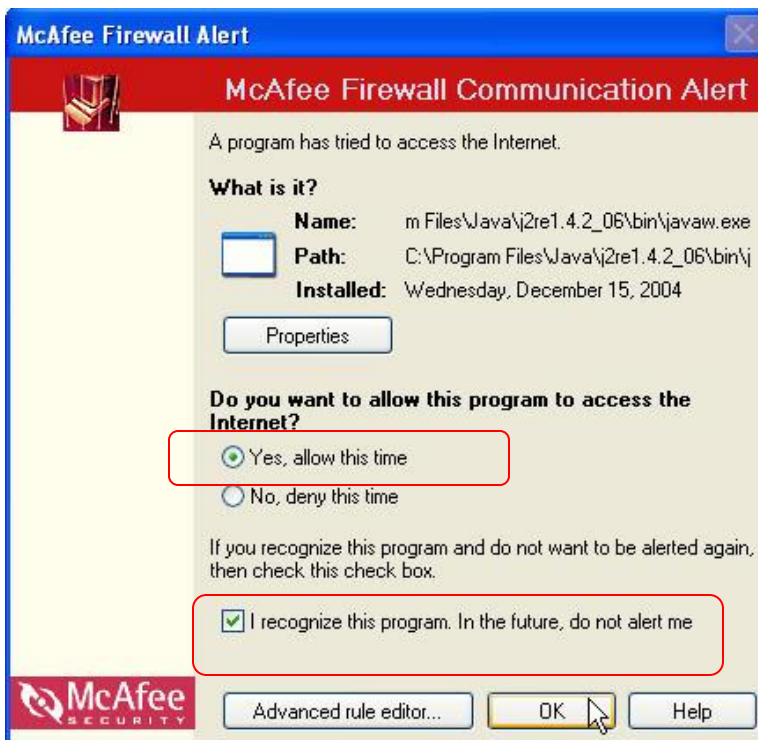 McAfee Firewall Alert
McAfee Firewall Communication Alert
A program has tried to access the Internet.
What is it?
Name: m Files\Java\j2re1.4.2_06\bin\javaw.exe
Path: C:\Program Files\Java\j2re1.4.2_06\bin\j
Installed: Wednesday, December 15, 2004
Properties
Do you want to allow this program to access the
Internet?
Yes, allow this time
No, deny this time
If you recognize this program and do not want to be alerted again,
then check this check box.
I recognize this program. In the future, do not alert me
McAfee
SECURITY
Advanced rule editor... OK Help